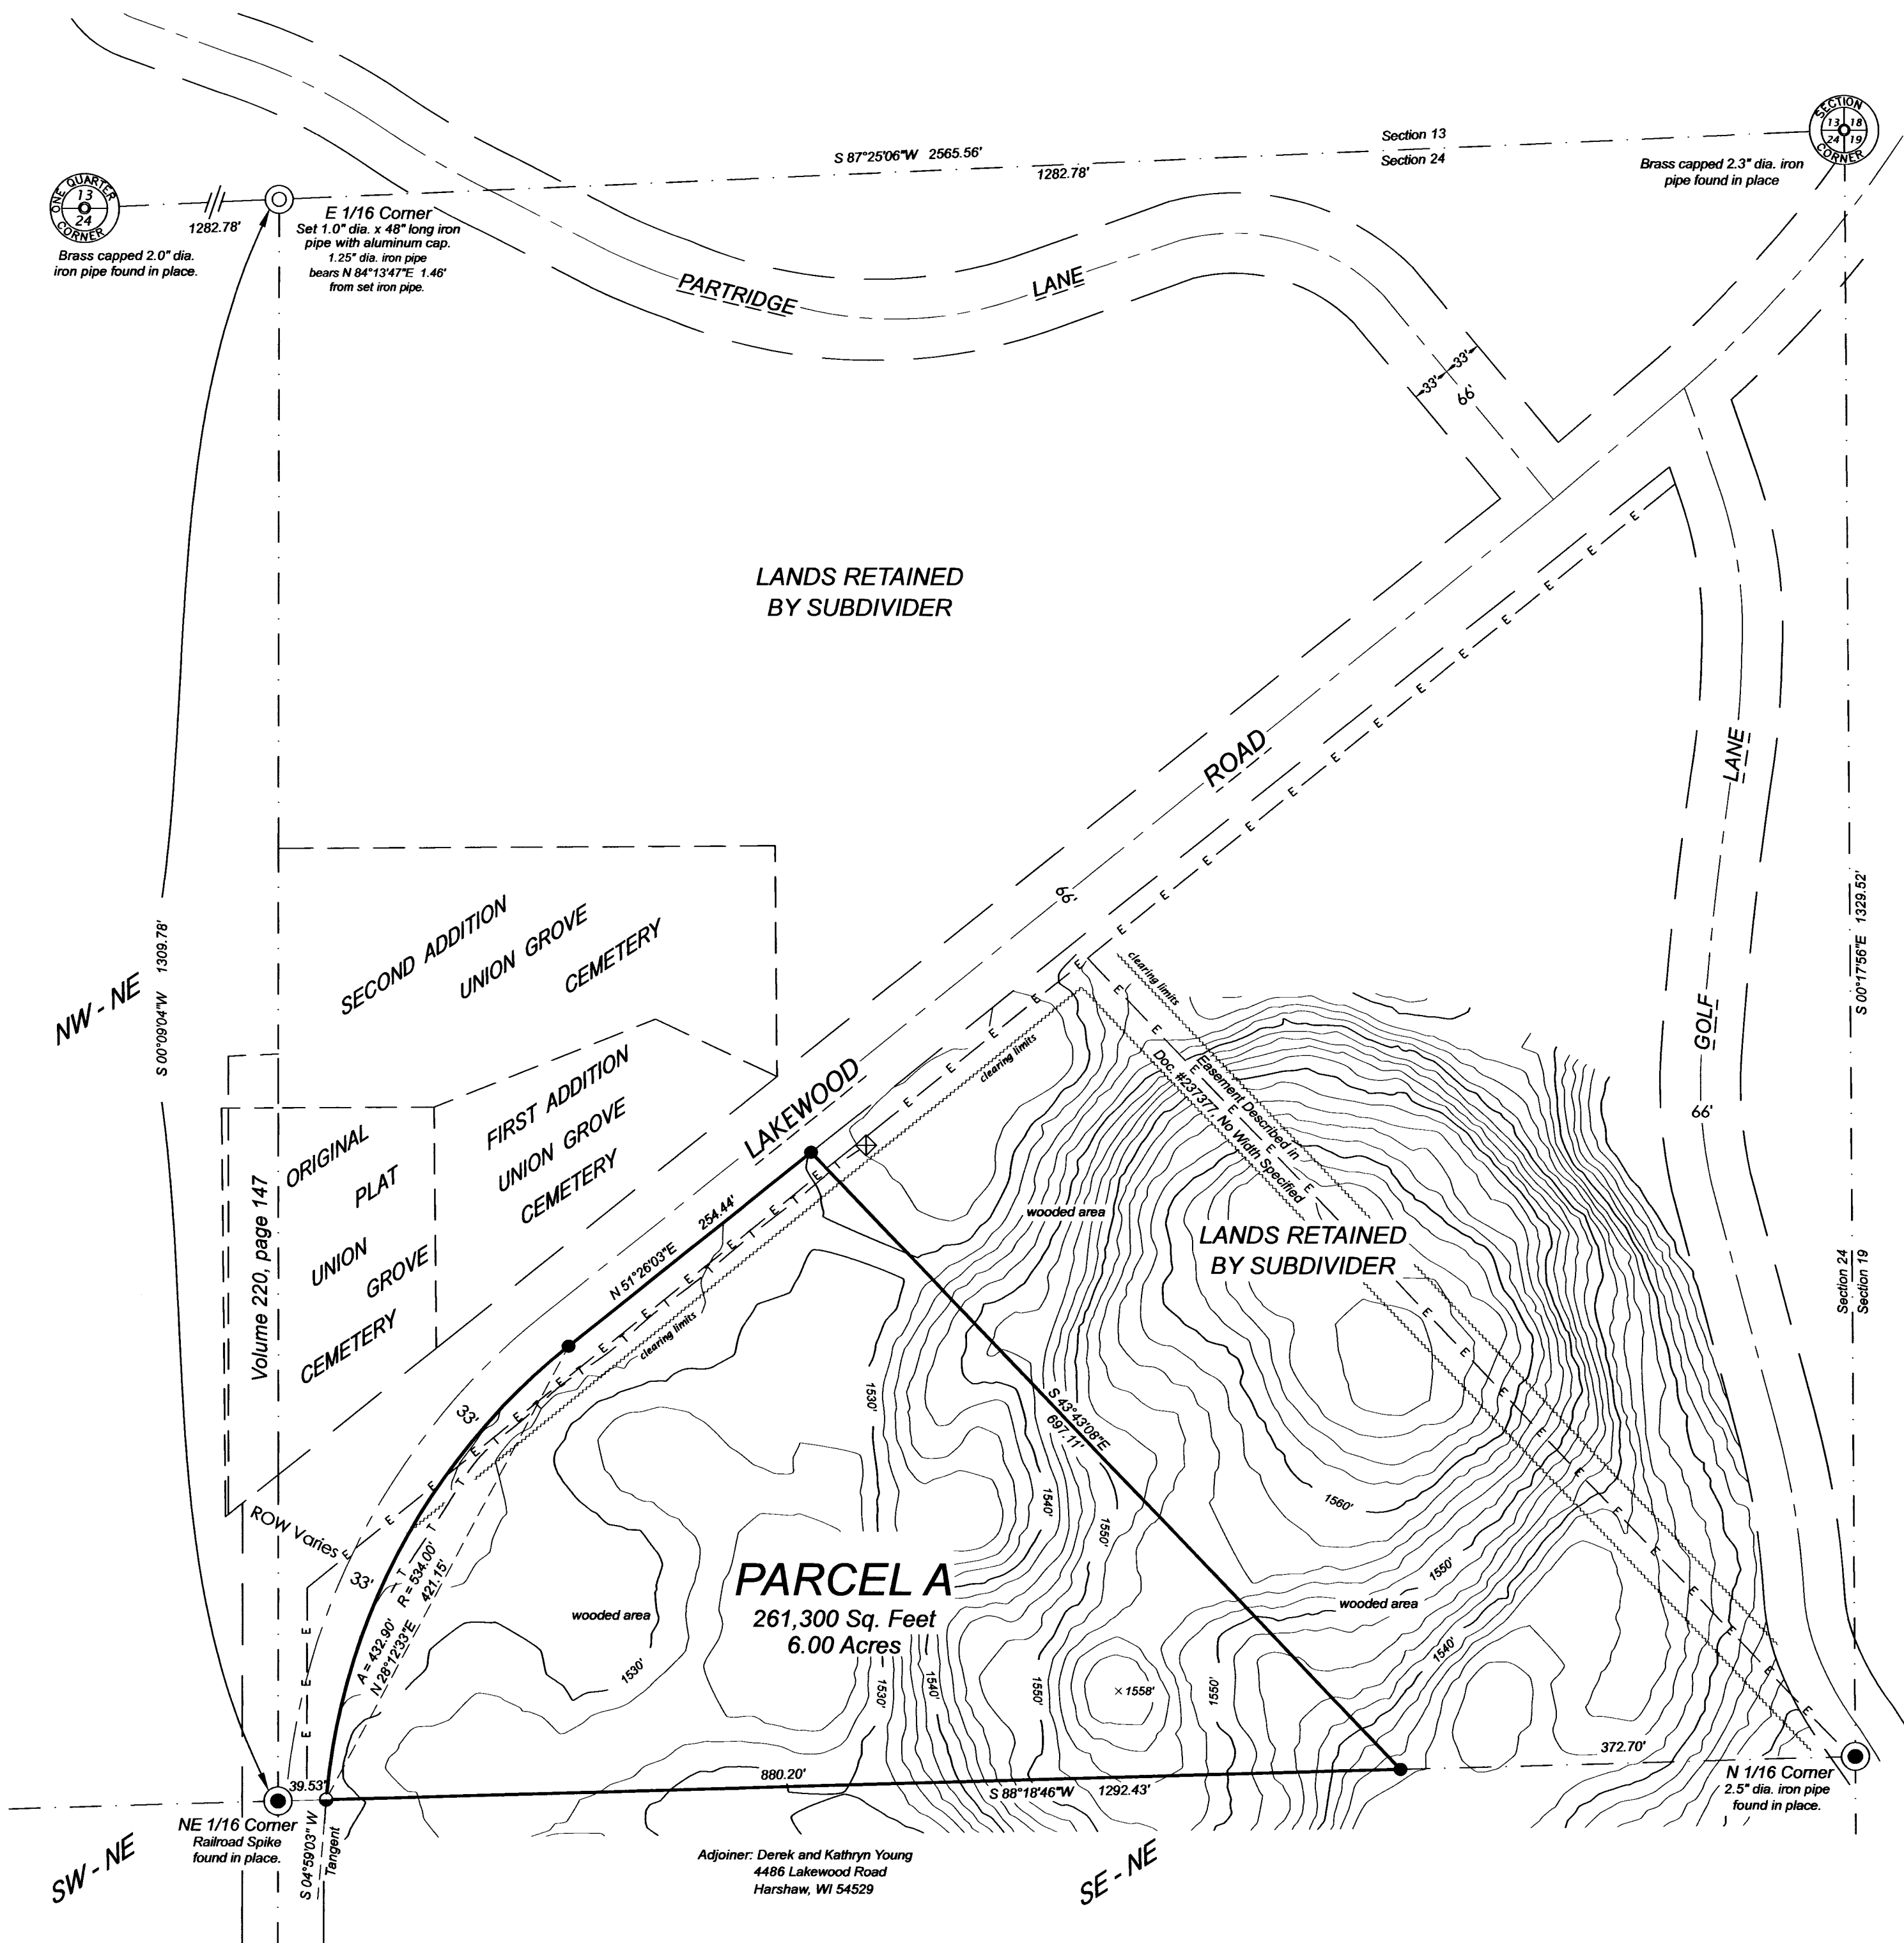 SECTION
13 18
24 19
CORNER
Brass capped 2.3" dia. iron
pipe found in place
Section 13
Section 24
S 87°25'06"W 2565.56'
1282.78'
ONE QUARTER
13
24
CORNER
Brass capped 2.0" dia.
iron pipe found in place.
1282.78'
E 1/16 Corner
Set 1.0" dia. x 48" long iron
pipe with aluminum cap.
1.25" dia. iron pipe
bears N 84°13'47"E 1.46'
from set iron pipe.
PARTRIDGE LANE
33'
33'
66'
LANDS RETAINED
BY SUBDIVIDER
LAKEWOOD ROAD
66'
GOLF LANE
66'
S 00°17'56"E 1329.52'
Section 24
Section 19
NW - NE
S 00°09'04"W 1309.78'
SECOND ADDITION
UNION GROVE
CEMETERY
FIRST ADDITION
UNION GROVE
CEMETERY
ORIGINAL
PLAT
UNION
GROVE
CEMETERY
Volume 220, page 147
clearing limits
clearing limits
clearing limits
Easement Described in
Doc. #237377, No Width Specified
wooded area
LANDS RETAINED
BY SUBDIVIDER
N 51°26'03"E 254.44'
S 43°43'08"E
697.11'
33'
ROW Varies
33'
A = 432.90' R = 534.00'
N 28°12'33"E 421.15'
1530'
1540'
1550'
1560'
1550'
1540'
PARCEL A
261,300 Sq. Feet
6.00 Acres
wooded area
wooded area
1530'
1530'
1540'
1550'
1558'
1550'
39.53'
880.20'
S 88°18'46"W 1292.43'
372.70'
NE 1/16 Corner
Railroad Spike
found in place.
S 04°59'03" W
Tangent
N 1/16 Corner
2.5" dia. iron pipe
found in place.
SW - NE
Adjoiner: Derek and Kathryn Young
4486 Lakewood Road
Harshaw, WI 54529
SE - NE